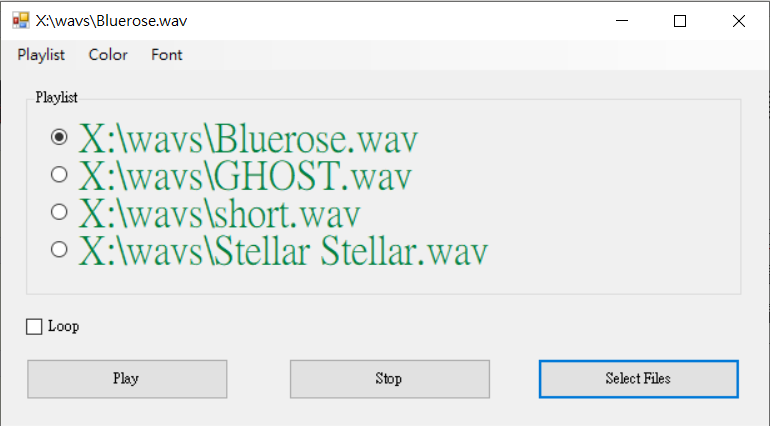 X:\wavs\Bluerose.wav
Playlist Color Font
Playlist
X:\wavs\Bluerose.wav
X:\wavs\GHOST.wav
X:\wavs\short.wav
X:\wavs\Stellar Stellar.wav
Loop
Play Stop Select Files